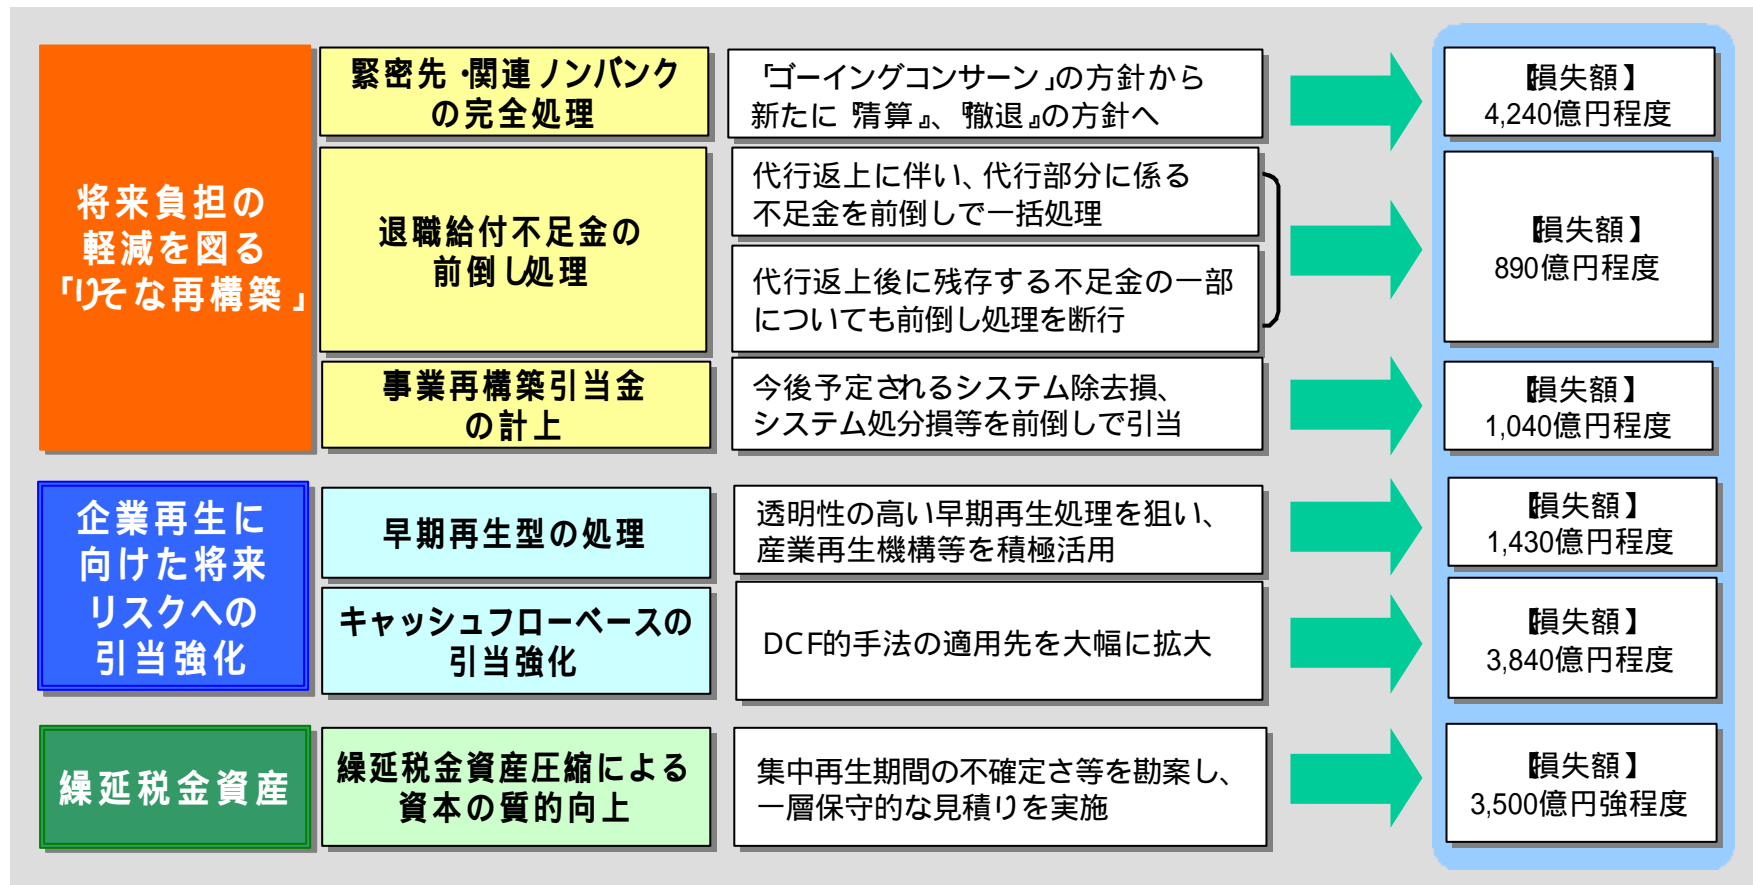 将来負担の
軽減を図る
「りそな再構築」
緊密先・関連ノンバンク
の完全処理
「ゴーイングコンサーン」の方針から
新たに『清算』、『撤退』の方針へ
【損失額】
4,240億円程度
退職給付不足金の
前倒し処理
代行返上に伴い、代行部分に係る
不足金を前倒しで一括処理
代行返上後に残存する不足金の一部
についても前倒し処理を断行
【損失額】
890億円程度
事業再構築引当金
の計上
今後予定されるシステム除去損、
システム処分損等を前倒しで引当
【損失額】
1,040億円程度
企業再生に
向けた将来
リスクへの
引当強化
早期再生型の処理
透明性の高い早期再生処理を狙い、
産業再生機構等を積極活用
【損失額】
1,430億円程度
キャッシュフローベースの
引当強化
DCF的手法の適用先を大幅に拡大
【損失額】
3,840億円程度
繰延税金資産
繰延税金資産圧縮による
資本の質的向上
集中再生期間の不確定さ等を勘案し、
一層保守的な見積りを実施
【損失額】
3,500億円強程度